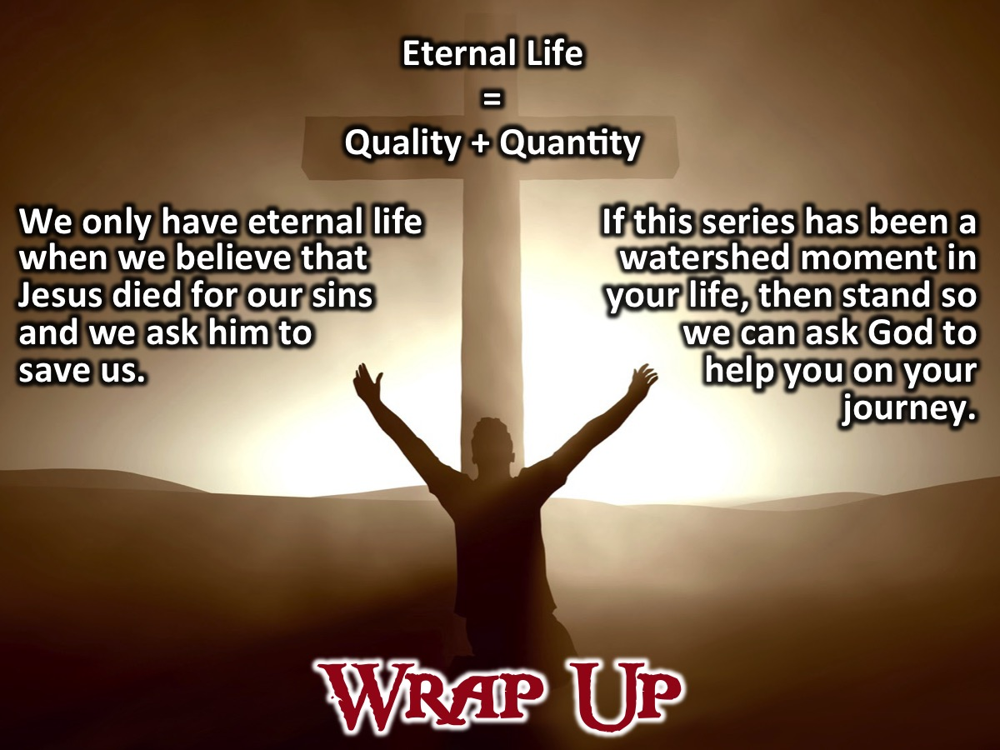 Eternal Life
=
Quality + Quantity
We only have eternal life
when we believe that
Jesus died for our sins
and we ask him to
save us.
If this series has been a
watershed moment in
your life, then stand so
we can ask God to
help you on your
journey.
Wrap Up